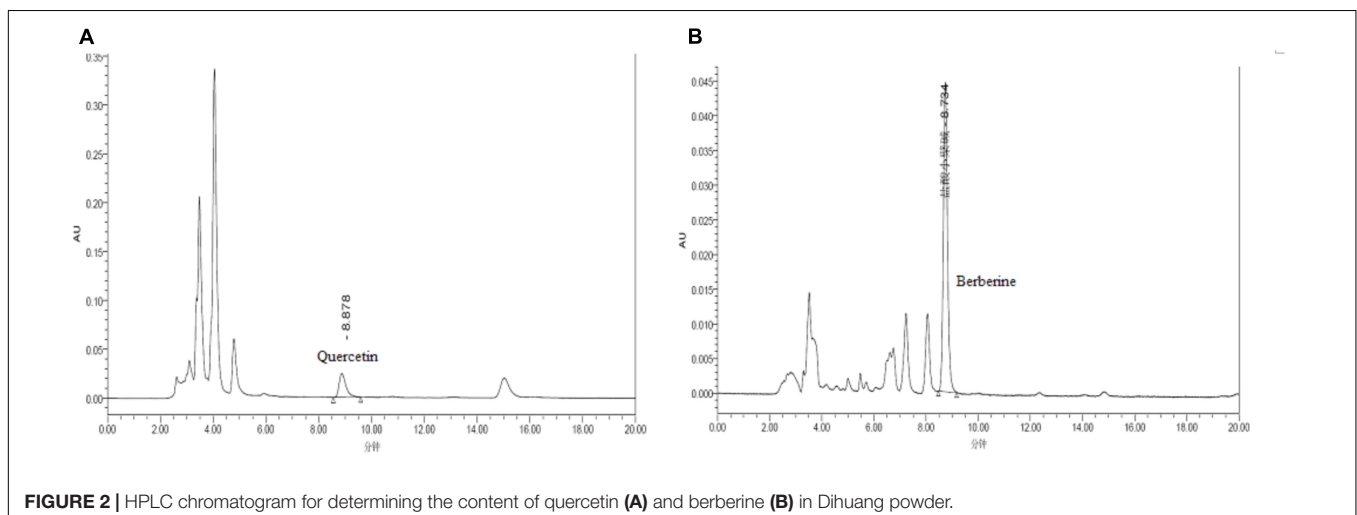 A
0.35
0.30
0.25
0.20
0.15
0.10
0.05
0.00
AU
8.878
Quercetin
0.00 2.00 4.00 6.00 8.00 10.00 12.00 14.00 16.00 18.00 20.00
分钟
B
0.045
0.040
0.035
0.030
0.025
0.020
0.015
0.010
0.005
0.000
AU
盐酸小檗碱 - 8.734
Berberine
0.00 2.00 4.00 6.00 8.00 10.00 12.00 14.00 16.00 18.00 20.00
分钟
FIGURE 2 | HPLC chromatogram for determining the content of quercetin (A) and berberine (B) in Dihuang powder.